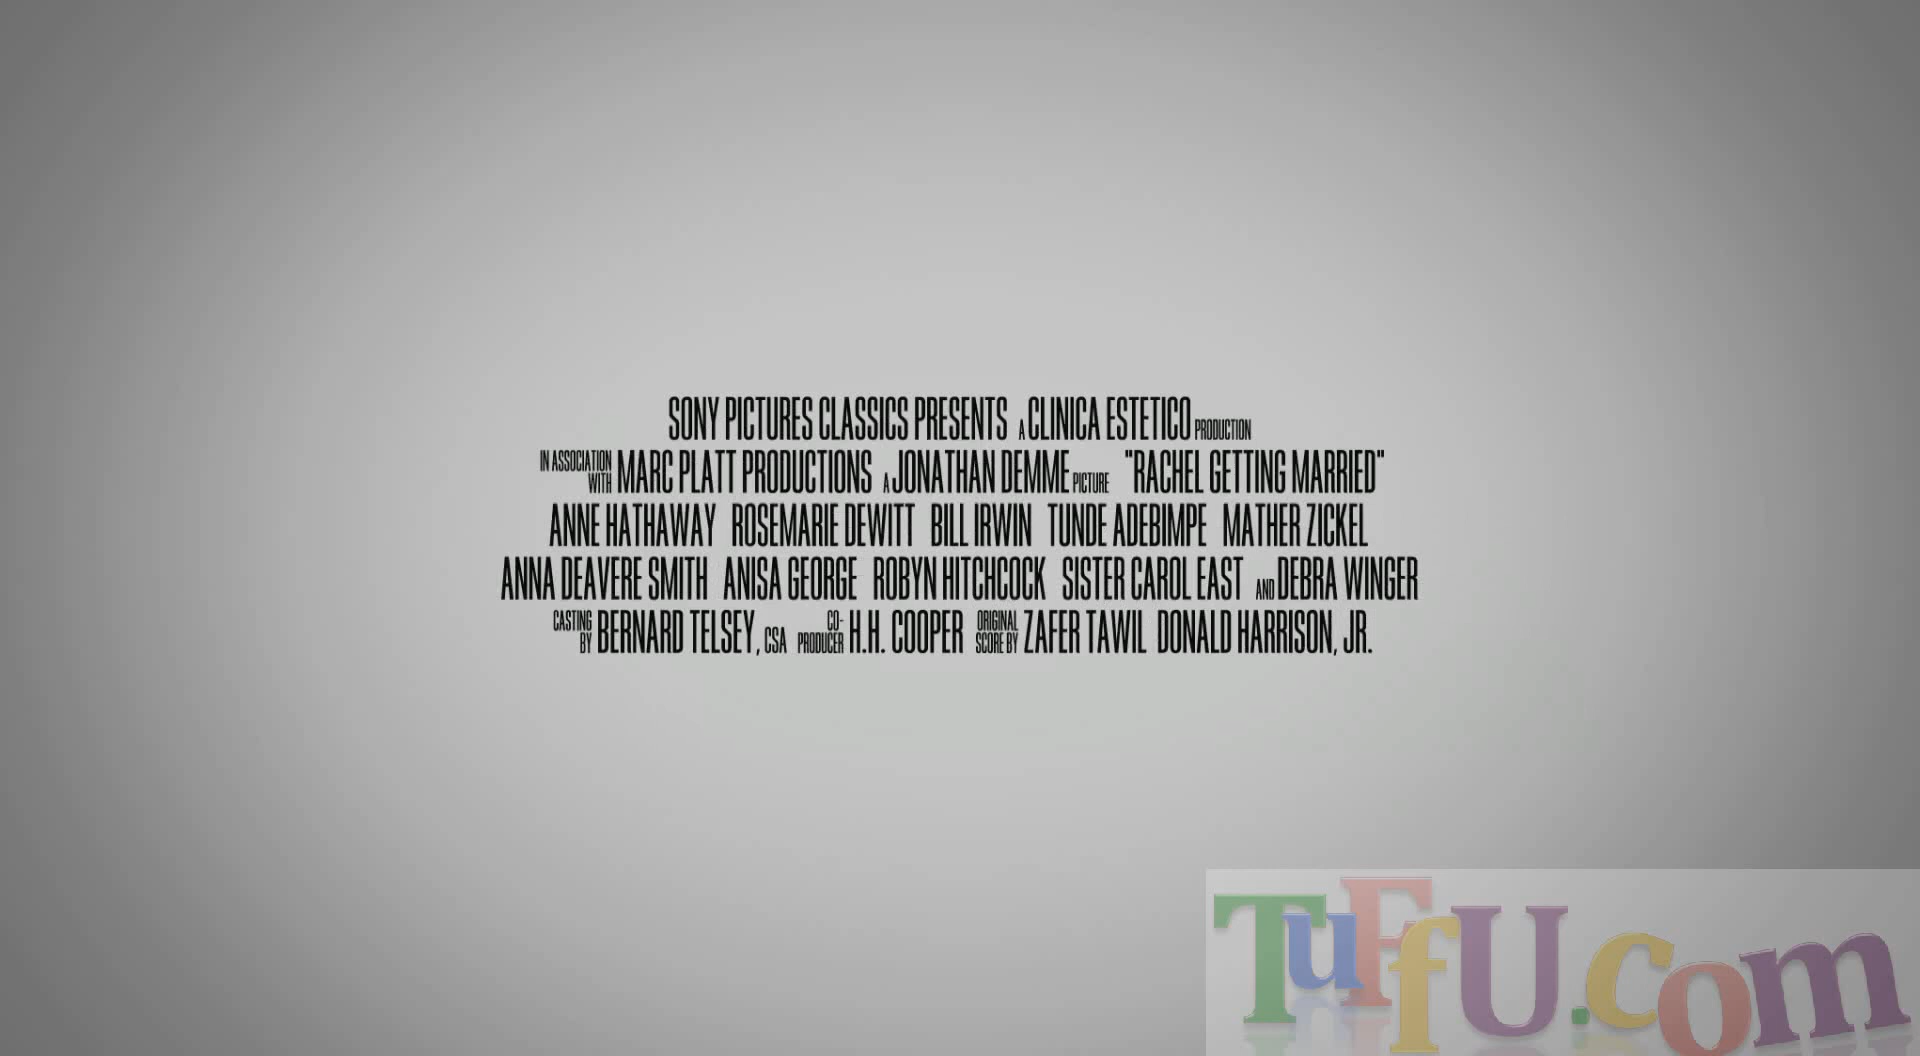 SONY PICTURES CLASSICS PRESENTS A CLINICA ESTETICO PRODUCTION
IN ASSOCIATION WITH MARC PLATT PRODUCTIONS A JONATHAN DEMME PICTURE "RACHEL GETTING MARRIED"
ANNE HATHAWAY ROSEMARIE DEWITT BILL IRWIN TUNDE ADEBIMPE MATHER ZICKEL
ANNA DEAVERE SMITH ANISA GEORGE ROBYN HITCHCOCK SISTER CAROL EAST AND DEBRA WINGER
CASTING BY BERNARD TELSEY, CSA CO-PRODUCER H.H. COOPER ORIGINAL SCORE BY ZAFER TAWIL DONALD HARRISON, JR.
TuFfU.com